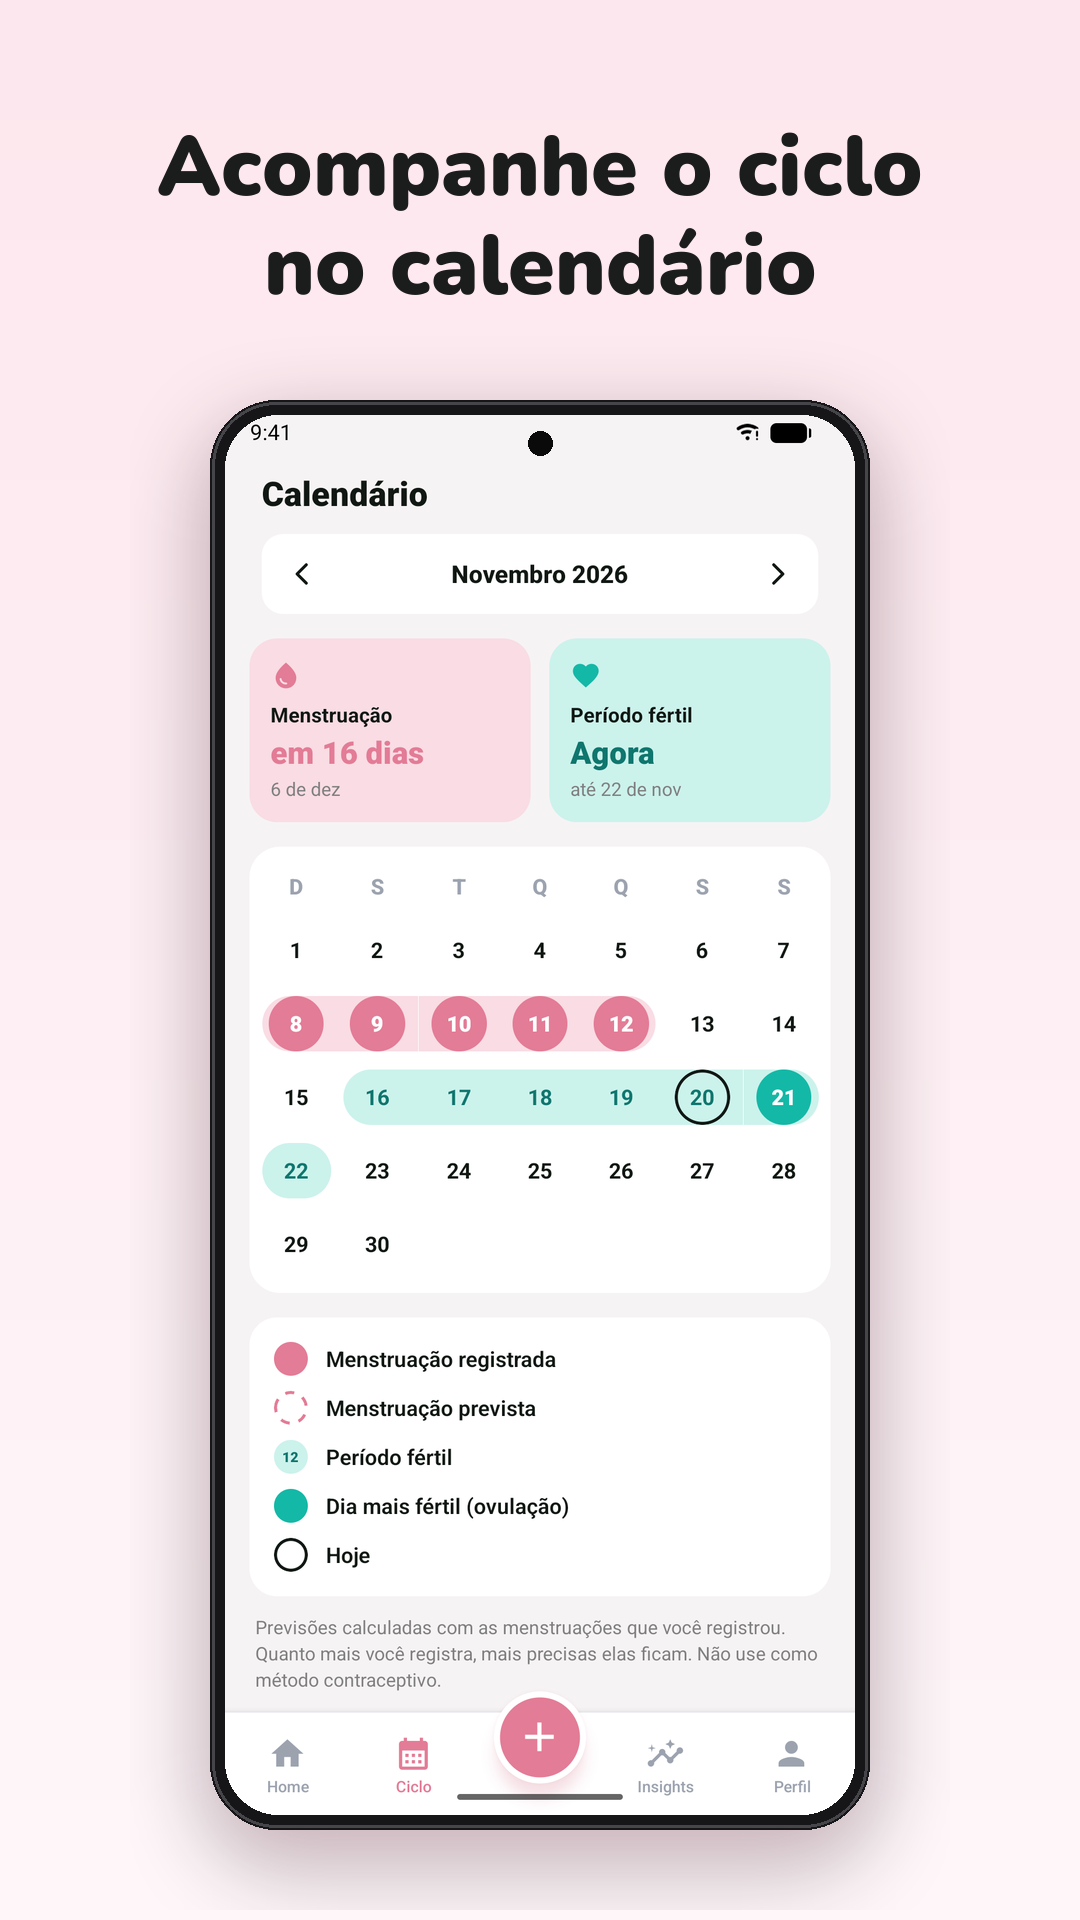 Acompanhe o ciclo
no calendário
9:41
Calendário
Novembro 2026
Menstruação
em 16 dias
6 de dez
Período fértil
Agora
até 22 de nov
D S T Q Q S S
1 2 3 4 5 6 7
8 9 10 11 12 13 14
15 16 17 18 19 20 21
22 23 24 25 26 27 28
29 30
Menstruação registrada
Menstruação prevista
12 Período fértil
Dia mais fértil (ovulação)
Hoje
Previsões calculadas com as menstruações que você registrou.
Quanto mais você registra, mais precisas elas ficam. Não use como
método contraceptivo.
Home Ciclo Insights Perfil